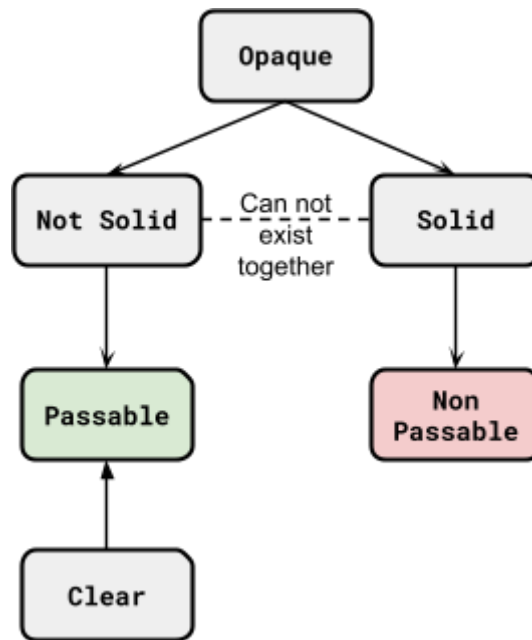 Opaque
Not Solid
Can not
exist
together
Solid
Passable
Non
Passable
Clear